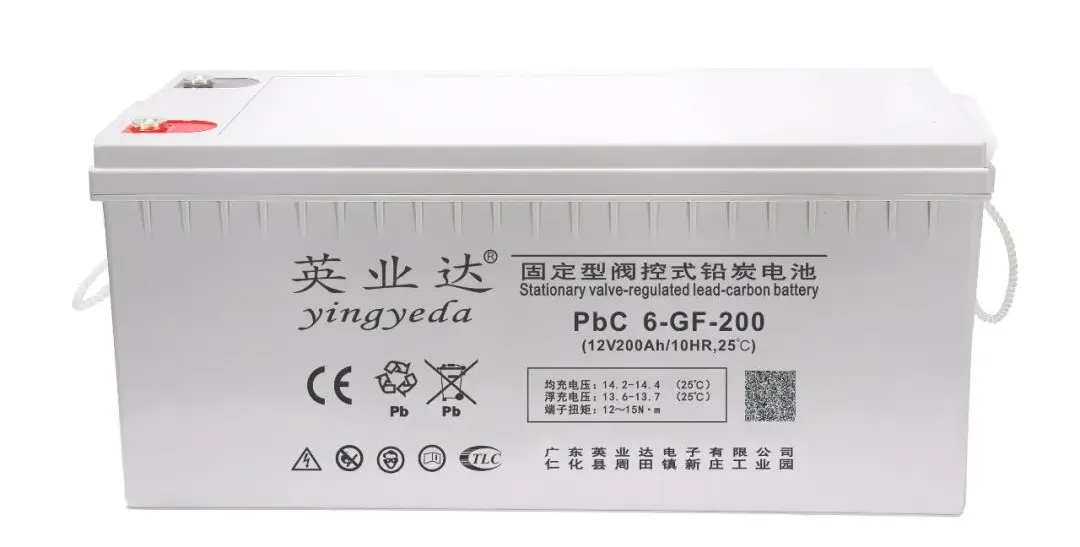 英业达®
yingyeda
固定型阀控式铅炭电池
Stationary valve-regulated lead-carbon battery
PbC 6-GF-200
(12V200Ah/10HR,25℃)
CE
Pb
Pb
均充电压：14.2-14.4 （25℃）
浮充电压：13.6-13.7 （25℃）
端子扭矩：12～15N·m
TLC
广东英业达电子有限公司
仁化县周田镇新庄工业园